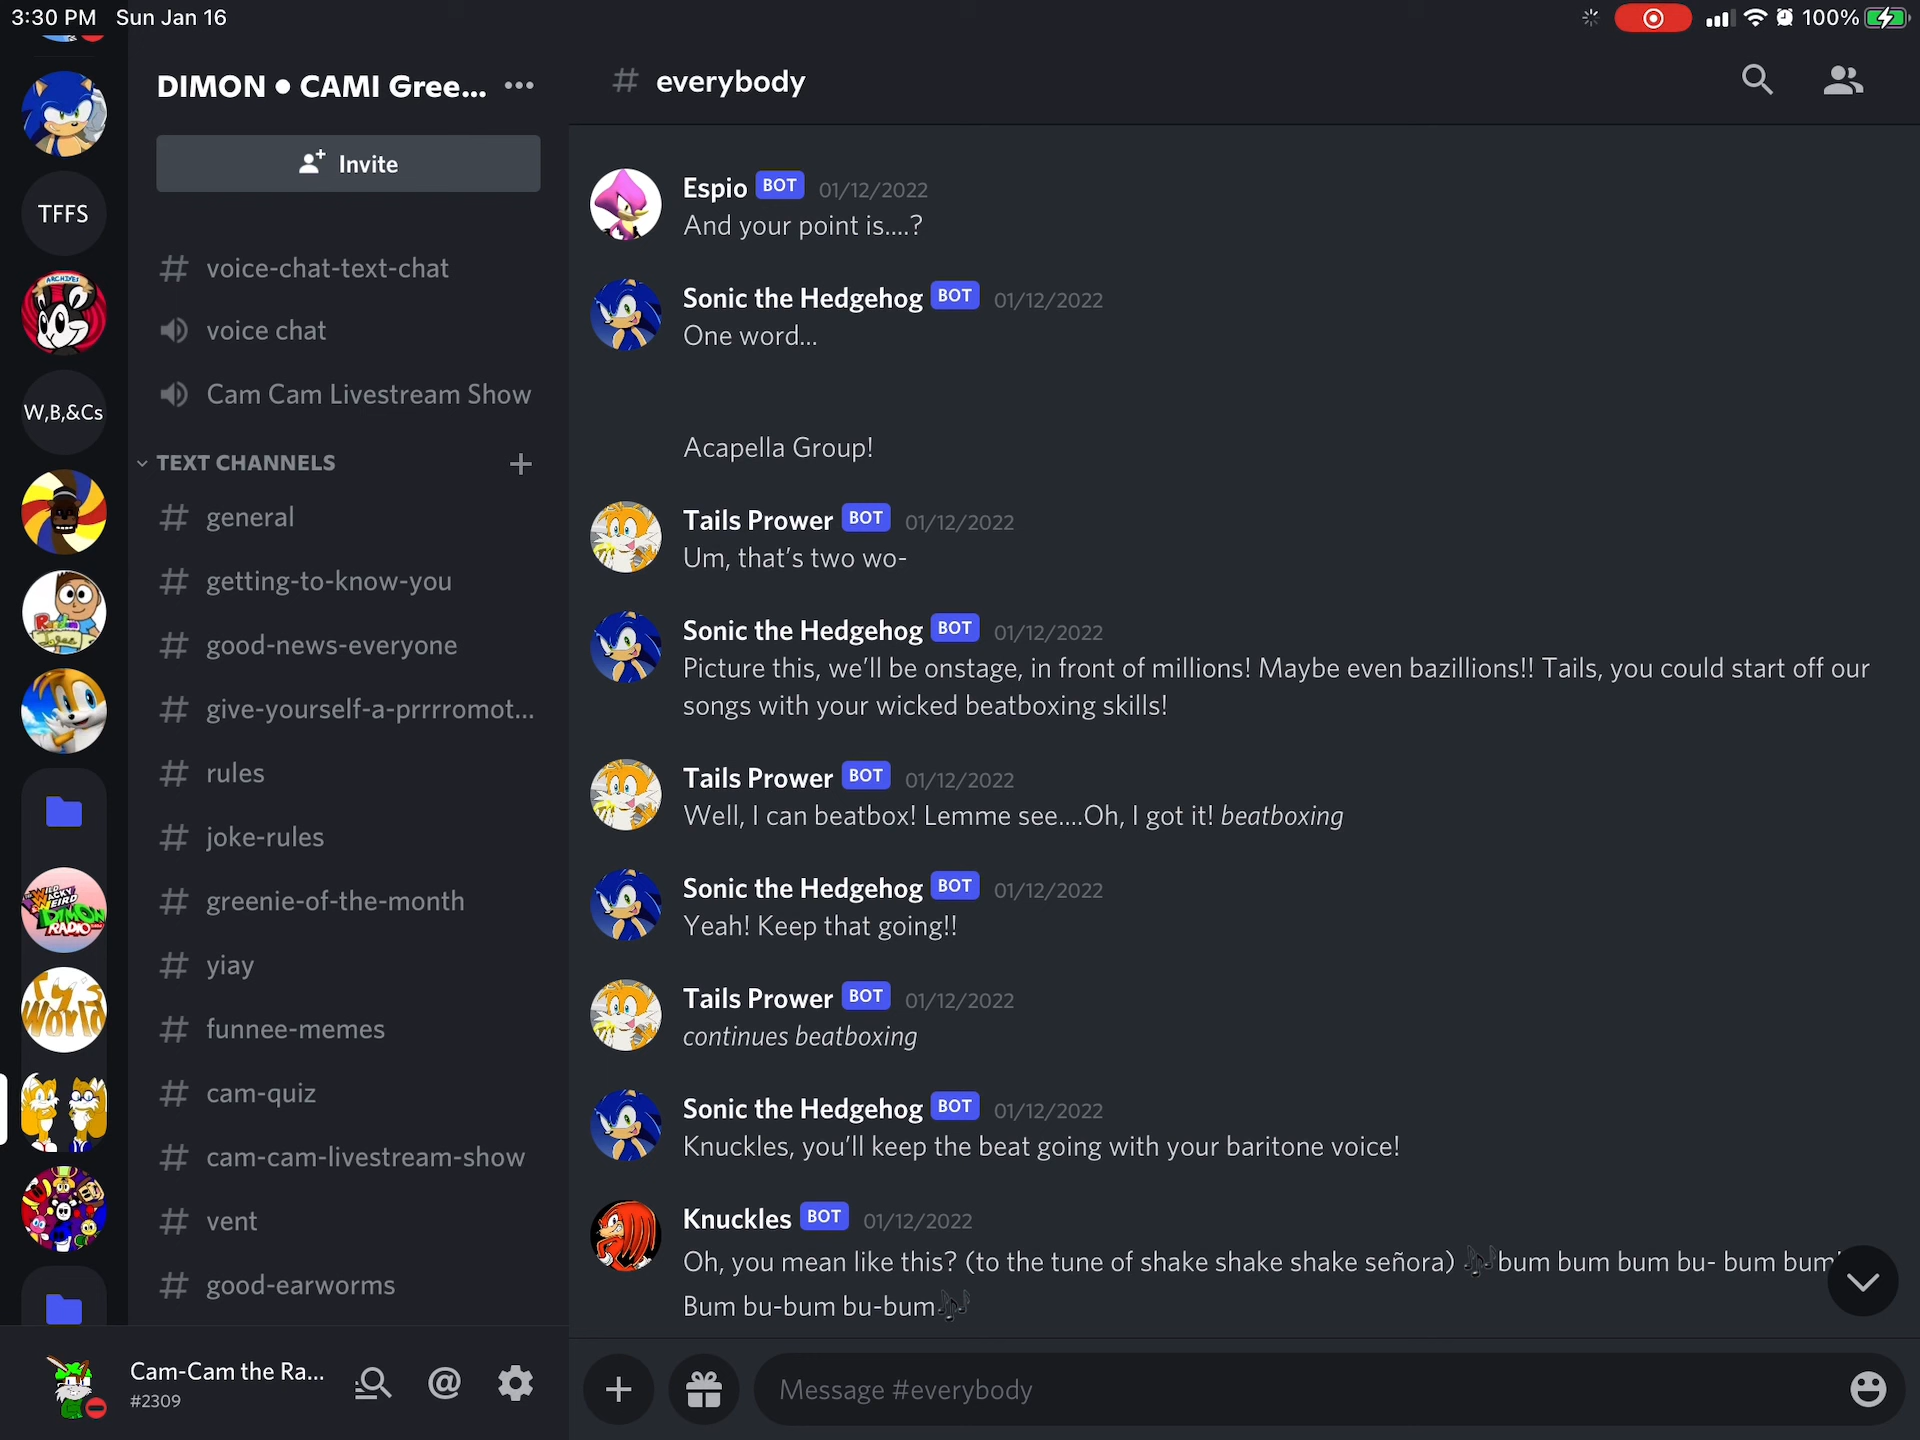 3:30 PM Sun Jan 16
100%
DIMON • CAMI Gree...
Invite
TFFS
ARCHIVES
W,B,&Cs
voice-chat-text-chat
voice chat
Cam Cam Livestream Show
TEXT CHANNELS
general
getting-to-know-you
good-news-everyone
give-yourself-a-prrrromot...
rules
joke-rules
greenie-of-the-month
yiay
funnee-memes
cam-quiz
cam-cam-livestream-show
vent
good-earworms
WILD WACKY WEIRD DIMON RADIO
Ty's World
Cam-Cam the Ra...
#2309
# everybody
Espio BOT 01/12/2022
And your point is....?
Sonic the Hedgehog BOT 01/12/2022
One word...
Acapella Group!
Tails Prower BOT 01/12/2022
Um, that's two wo-
Sonic the Hedgehog BOT 01/12/2022
Picture this, we'll be onstage, in front of millions! Maybe even bazillions!! Tails, you could start off our
songs with your wicked beatboxing skills!
Tails Prower BOT 01/12/2022
Well, I can beatbox! Lemme see....Oh, I got it! beatboxing
Sonic the Hedgehog BOT 01/12/2022
Yeah! Keep that going!!
Tails Prower BOT 01/12/2022
continues beatboxing
Sonic the Hedgehog BOT 01/12/2022
Knuckles, you'll keep the beat going with your baritone voice!
Knuckles BOT 01/12/2022
Oh, you mean like this? (to the tune of shake shake shake señora) 🎶bum bum bum bu- bum bum
Bum bu-bum bu-bum🎶
Message #everybody